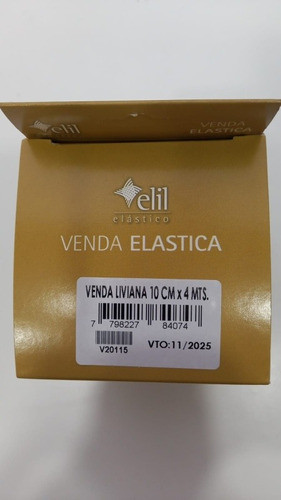 elil
VENDA
ELASTICA
elil
elástico
VENDA ELASTICA
VENDA LIVIANA 10 CM x 4 MTS.
7 798227 84074
V20115
VTO:11/2025